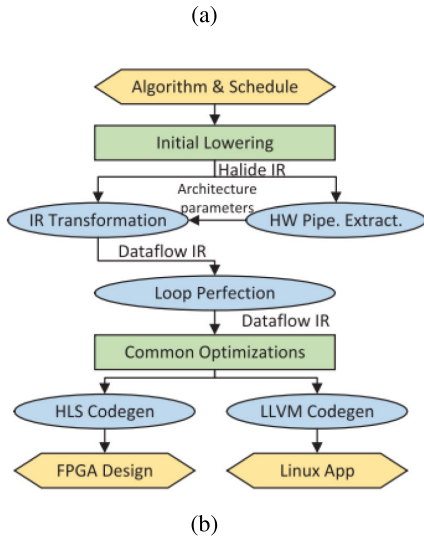 (a)
Algorithm & Schedule
Initial Lowering
Halide IR
Architecture
parameters
IR Transformation
HW Pipe. Extract.
Dataflow IR
Loop Perfection
Dataflow IR
Common Optimizations
HLS Codegen
LLVM Codegen
FPGA Design
Linux App
(b)